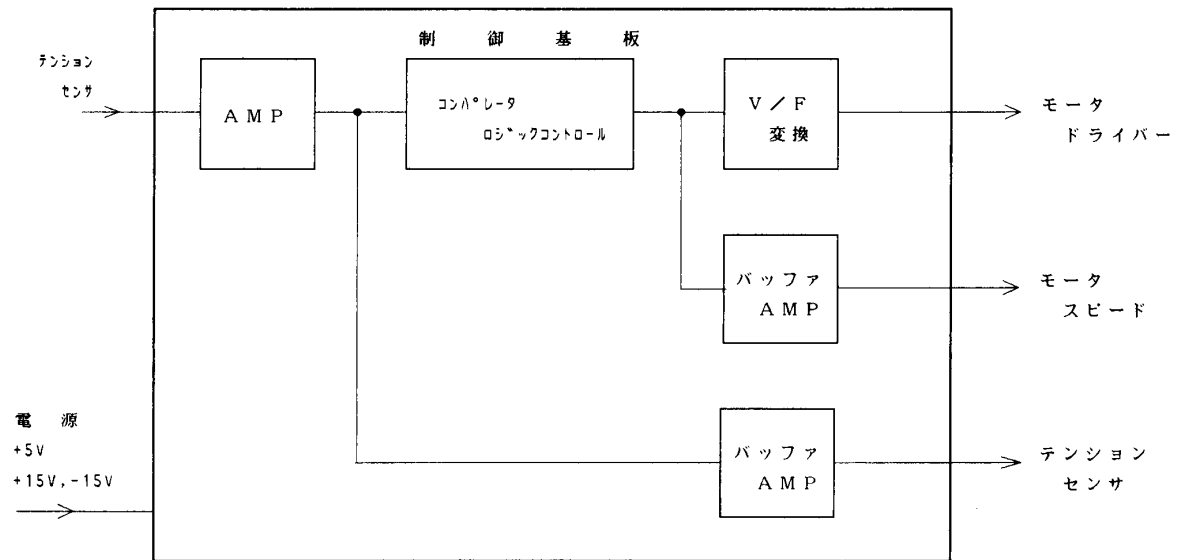 制御基板
テンション
センサ
AMP
コンパレータ
ロジックコントロール
V/F
変換
モータ
ドライバー
バッファ
AMP
モータ
スピード
電源
+5V
+15V,-15V
バッファ
AMP
テンション
センサ